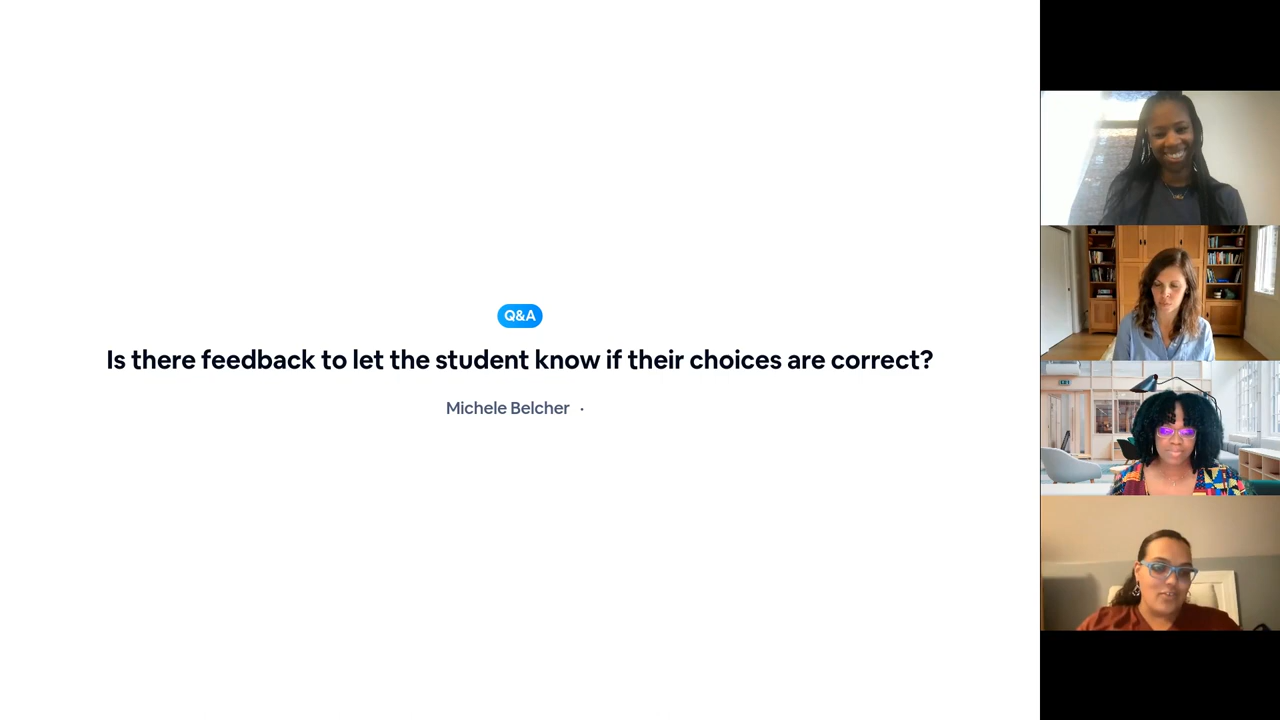 Q&A
Is there feedback to let the student know if their choices are correct?
Michele Belcher ·